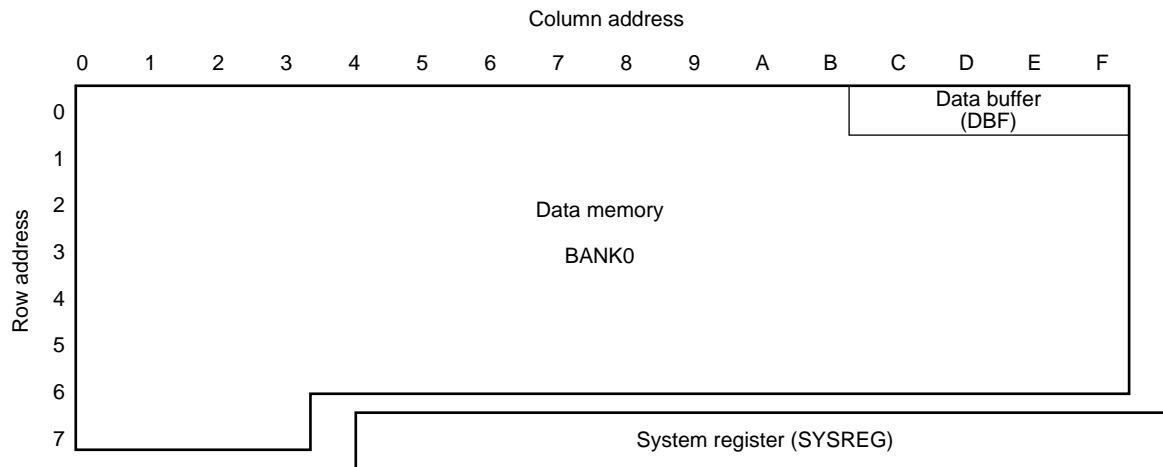 Column address
0 1 2 3 4 5 6 7 8 9 A B C D E F
0
Data buffer
(DBF)
1
2
Data memory
3
BANK0
4
5
6
7
System register (SYSREG)
Row address